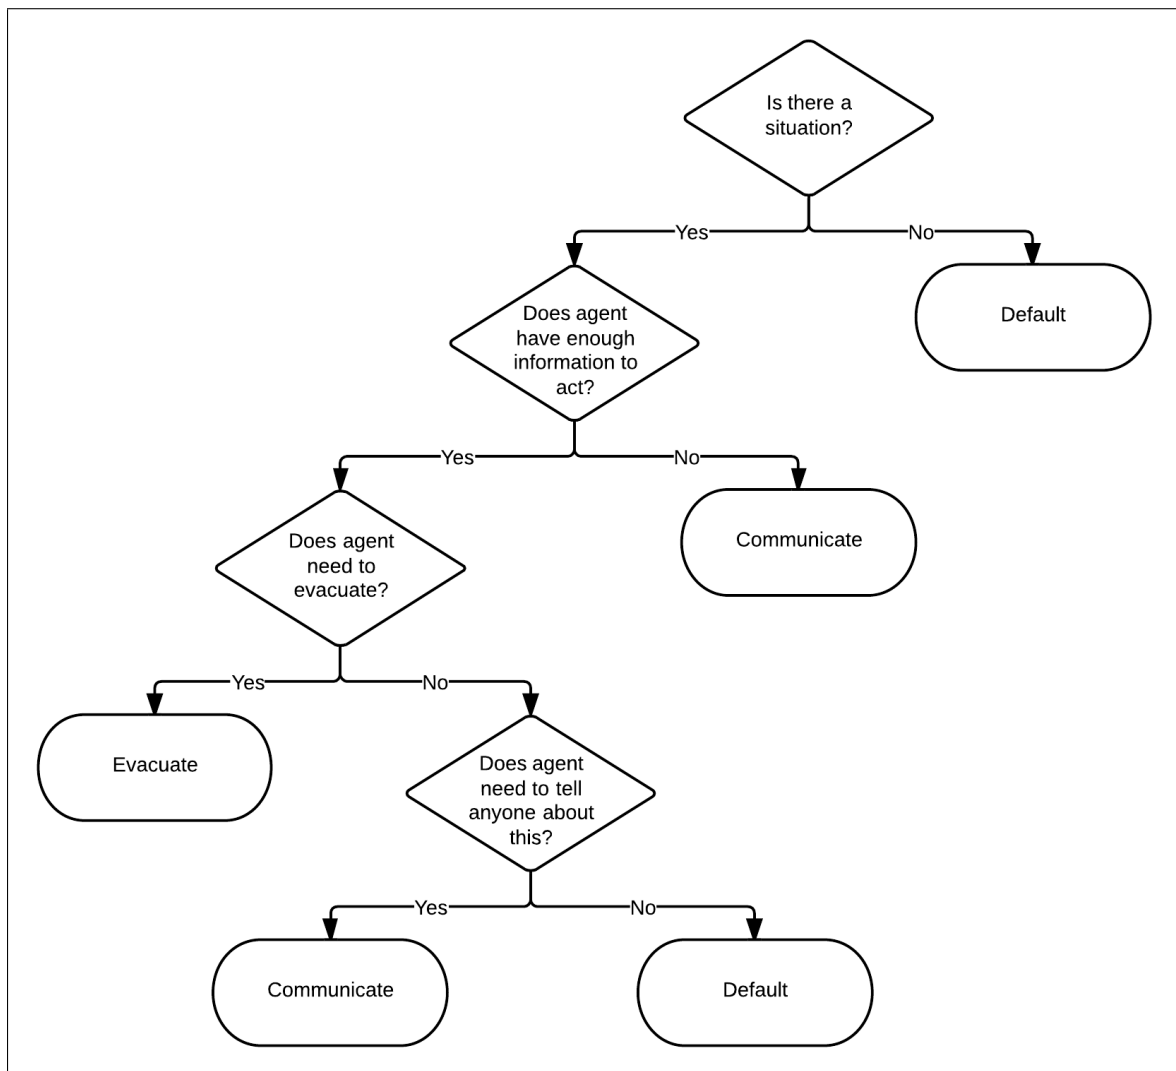 Is there a
situation?
Yes
No
Default
Does agent
have enough
information to
act?
Yes
No
Communicate
Does agent
need to
evacuate?
Yes
No
Evacuate
Does agent
need to tell
anyone about
this?
Yes
No
Communicate
Default